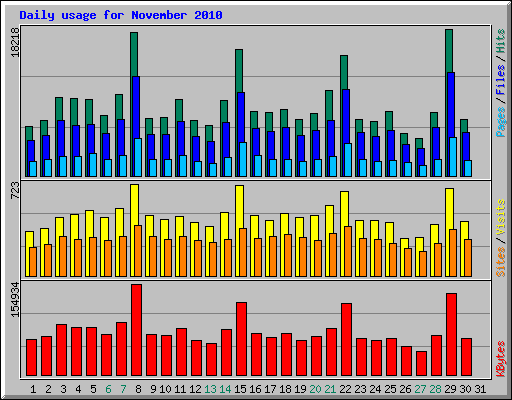 Daily usage for November 2010
18218
Pages / Files / Hits
723
Sites / Visits
154934
KBytes
1 2 3 4 5 6 7 8 9 10 11 12 13 14 15 16 17 18 19 20 21 22 23 24 25 26 27 28 29 30 31